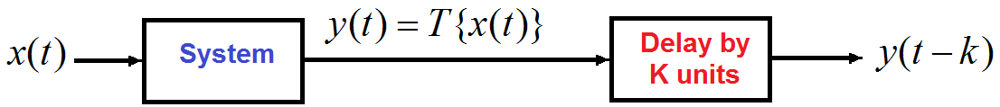 x(t)
System
y(t) = T{x(t)}
Delay by
K units
y(t − k)